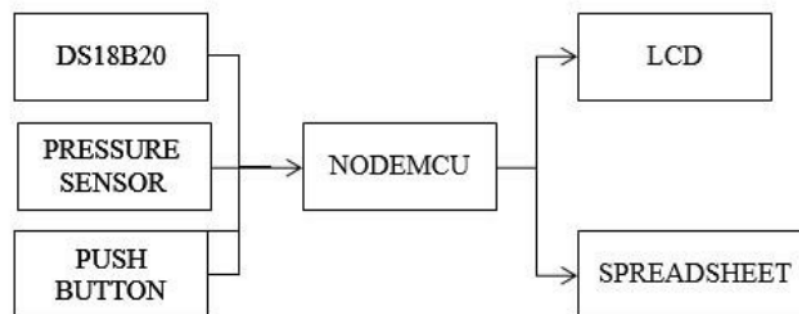 DS18B20
PRESSURE
SENSOR
PUSH
BUTTON
NODEMCU
LCD
SPREADSHEET